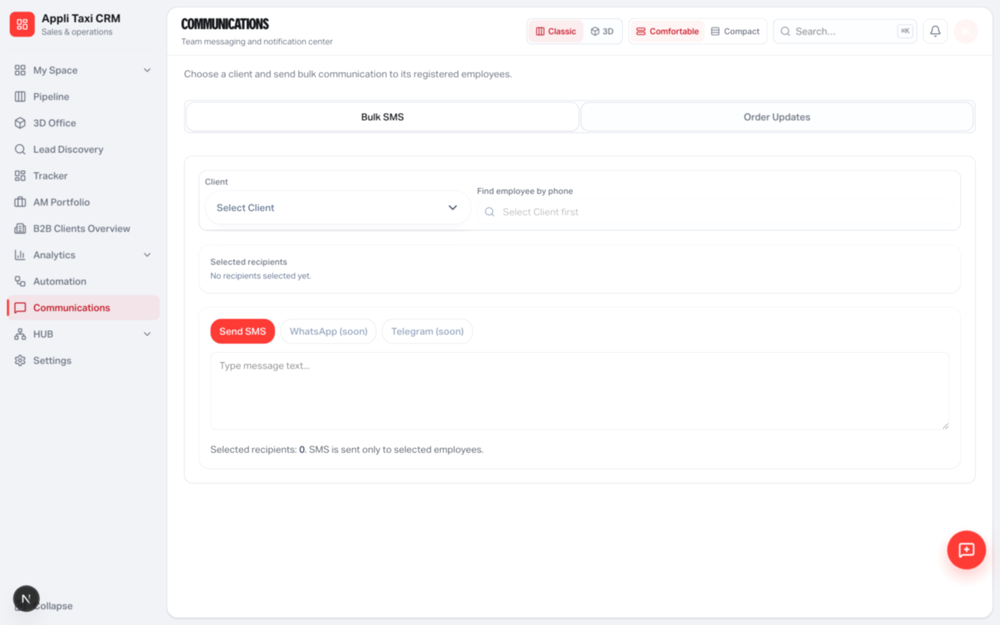 Appli Taxi CRM
Sales & operations
My Space
Pipeline
3D Office
Lead Discovery
Tracker
AM Portfolio
B2B Clients Overview
Analytics
Automation
Communications
HUB
Settings
N
Collapse
COMMUNICATIONS
Team messaging and notification center
Classic
3D
Comfortable
Compact
Search...
⌘K
IK
Choose a client and send bulk communication to its registered employees.
Bulk SMS
Order Updates
Client
Select Client
Find employee by phone
Select Client first
Selected recipients
No recipients selected yet.
Send SMS
WhatsApp (soon)
Telegram (soon)
Type message text...
Selected recipients: 0. SMS is sent only to selected employees.